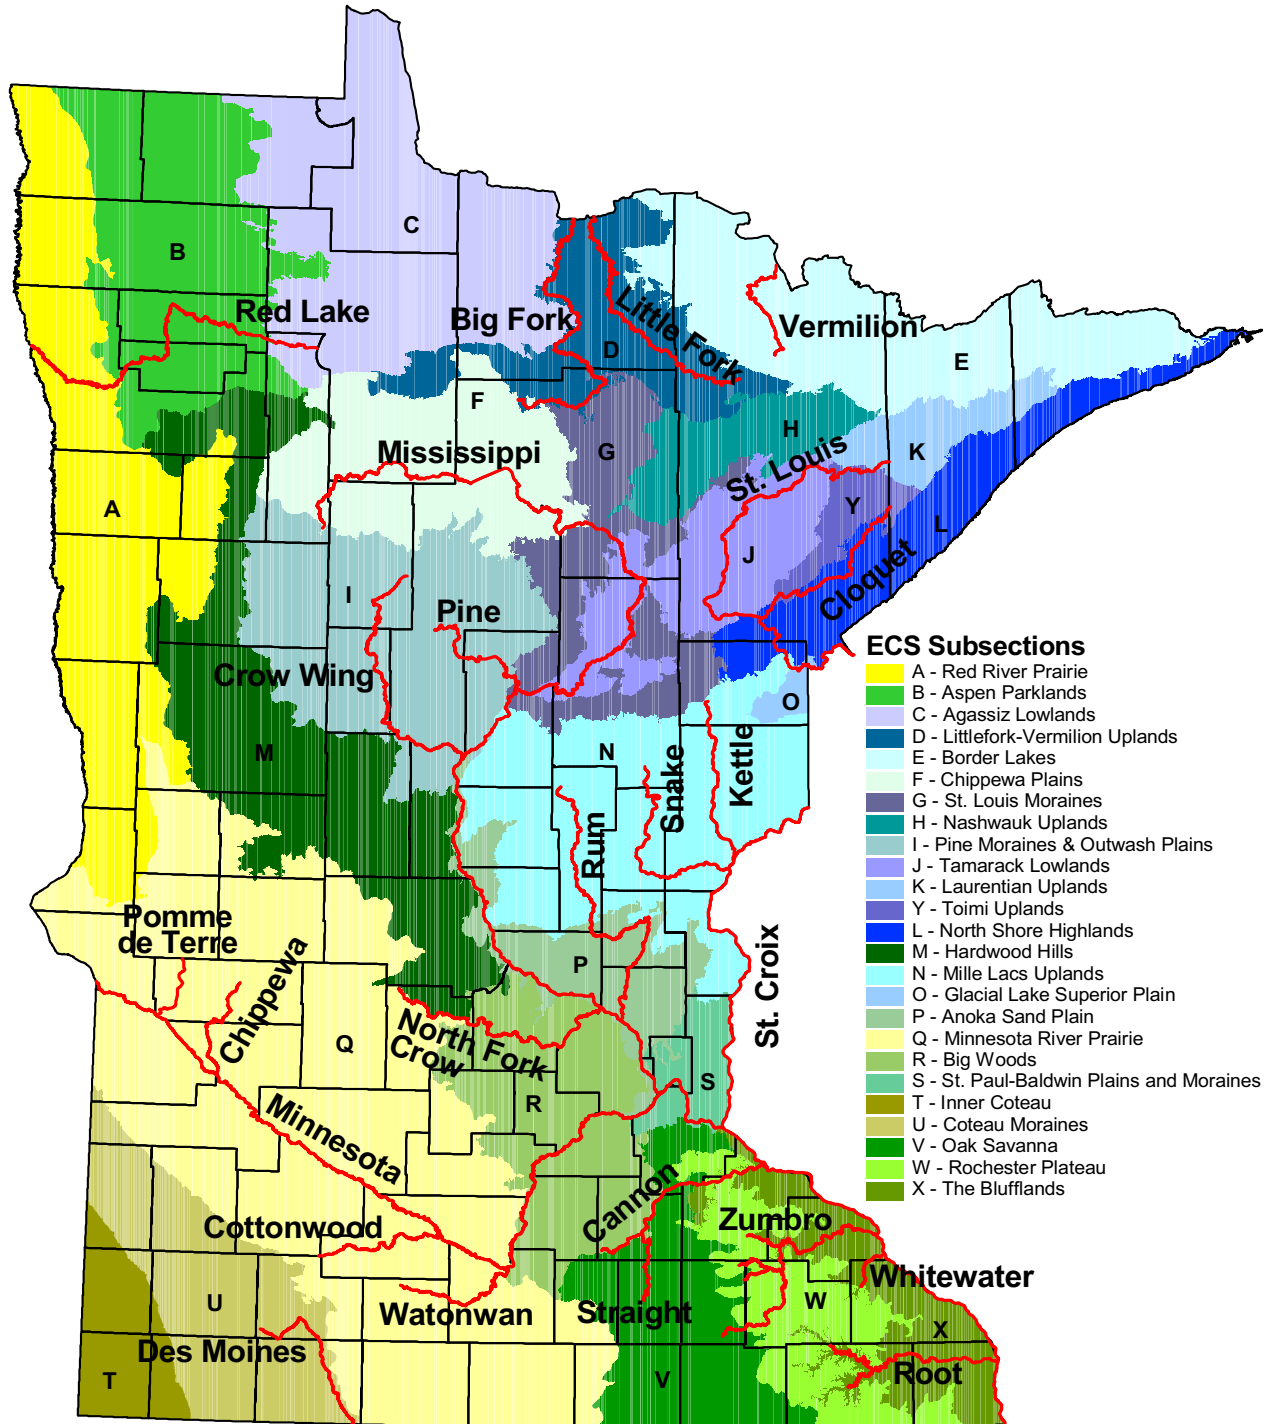 C
B
Red Lake
Big Fork
Little Fork
Vermilion
D
E
F
H
Mississippi
G
St. Louis
K
A
Y
L
J
Cloquet
I
Pine
Crow Wing
O
M
N
Snake
Kettle
Rum
Pomme
de Terre
Chippewa
P
St. Croix
North Fork
Crow
Q
S
R
Minnesota
Cannon
Cottonwood
Zumbro
Whitewater
U
Watonwan
Straight
W
X
Des Moines
T
V
Root
ECS Subsections
A - Red River Prairie
B - Aspen Parklands
C - Agassiz Lowlands
D - Littlefork-Vermilion Uplands
E - Border Lakes
F - Chippewa Plains
G - St. Louis Moraines
H - Nashwauk Uplands
I - Pine Moraines & Outwash Plains
J - Tamarack Lowlands
K - Laurentian Uplands
Y - Toimi Uplands
L - North Shore Highlands
M - Hardwood Hills
N - Mille Lacs Uplands
O - Glacial Lake Superior Plain
P - Anoka Sand Plain
Q - Minnesota River Prairie
R - Big Woods
S - St. Paul-Baldwin Plains and Moraines
T - Inner Coteau
U - Coteau Moraines
V - Oak Savanna
W - Rochester Plateau
X - The Blufflands